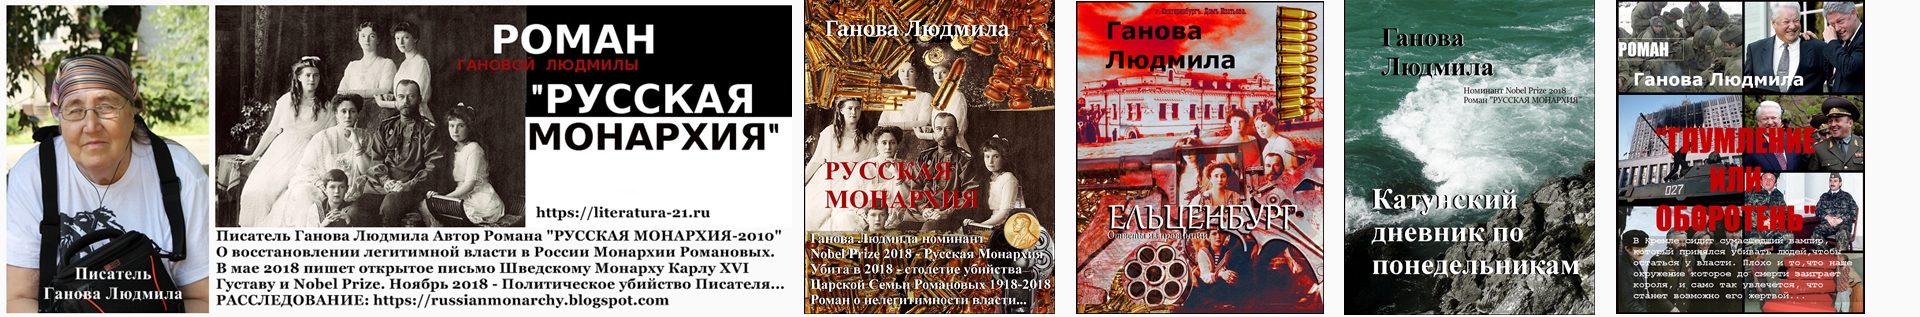 Писатель
Ганова Людмила
РОМАН
ГАНОВОЙ ЛЮДМИЛЫ
"РУССКАЯ
МОНАРХИЯ"
https://literatura-21.ru
Писатель Ганова Людмила Автор Романа "РУССКАЯ МОНАРХИЯ-2010"
О восстановлении легитимной власти в России Монархии Романовых.
В мае 2018 пишет открытое письмо Шведскому Монарху Карлу XVI
Густаву и Nobel Prize. Ноябрь 2018 - Политическое убийство Писателя...
РАССЛЕДОВАНИЕ: https://russianmonarchy.blogspot.com
Ганова Людмила
РУССКАЯ
МОНАРХИЯ
Ганова Людмила номинант
Nobel Prize 2018 - Русская Монархия
Убита в 2018 - столетие убийства
Царской Семьи Романовых 1918-2018
Роман о нелегитимности власти...
г. Екатеринбургъ. Домъ Ипатьева.
Ганова
Людмила
ЕЛЬЦЕНБУРГ
Ганова
Людмила
Номинант Nobel Prize 2018
Роман "РУССКАЯ МОНАРХИЯ"
Катунский
дневник по
понедельникам
РОМАН
Ганова Людмила
"ГЛУМЛЕНИЕ
ИЛИ
027
ОБОРОТЕНЬ"
В Кремле сидит сумасшедший вампир,
который принялся убивать людей,чтобы
остаться у власти. Плохо и то,что наше
окружение которое до смерти заиграет
короля, и само так увлечется, что
станет возможно его жертвой...